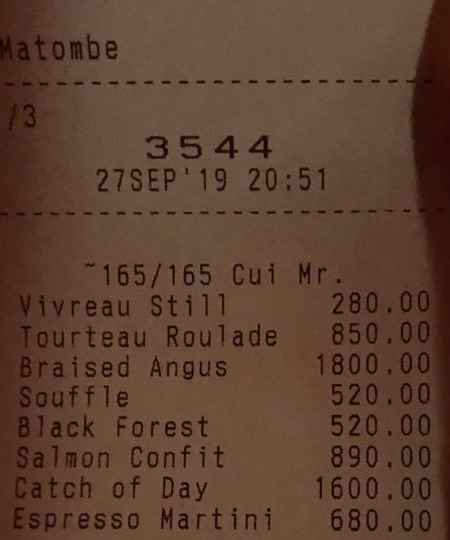 Matombe
/3
3544
27SEP'19 20:51
~165/165 Cui Mr.
Vivreau Still 280.00
Tourteau Roulade 850.00
Braised Angus 1800.00
Souffle 520.00
Black Forest 520.00
Salmon Confit 890.00
Catch of Day 1600.00
Espresso Martini 680.00